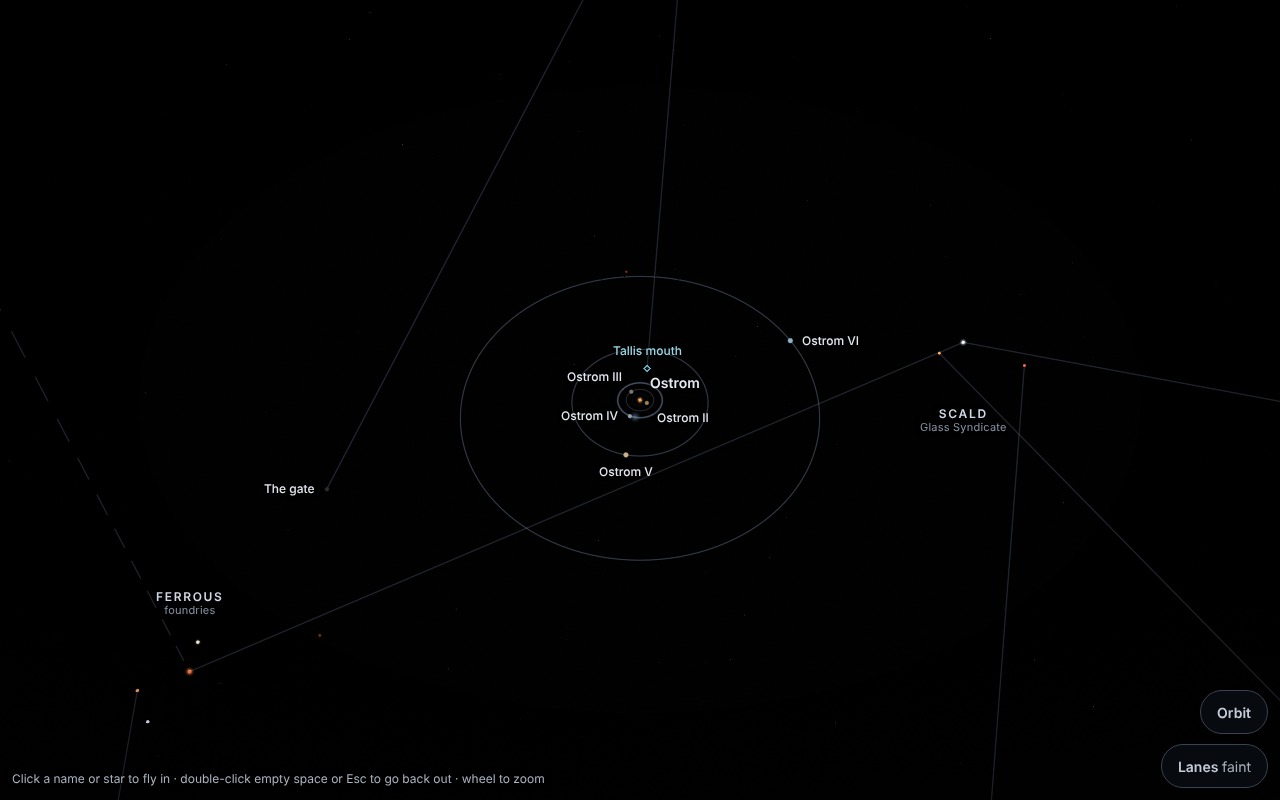 Ostrom VI
Tallis mouth
Ostrom III
Ostrom
Ostrom IV
Ostrom II
SCALD
Glass Syndicate
Ostrom V
The gate
FERROUS
foundries
Orbit
Lanes faint
Click a name or star to fly in · double-click empty space or Esc to go back out · wheel to zoom